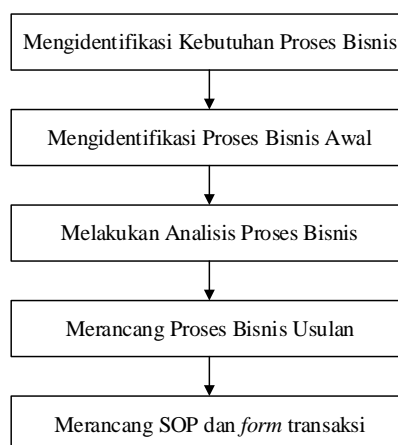 Mengidentifikasi Kebutuhan Proses Bisnis
Mengidentifikasi Proses Bisnis Awal
Melakukan Analisis Proses Bisnis
Merancang Proses Bisnis Usulan
Merancang SOP dan form transaksi